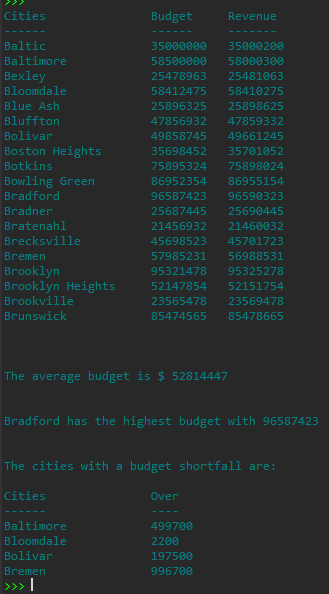 >>>
Cities Budget Revenue
------ ------ -------
Baltic 35000000 35000200
Baltimore 58500000 58000300
Bexley 25478963 25481063
Bloomdale 58412475 58410275
Blue Ash 25896325 25898625
Bluffton 47856932 47859332
Bolivar 49858745 49661245
Boston Heights 35698452 35701052
Botkins 75895324 75898024
Bowling Green 86952354 86955154
Bradford 96587423 96590323
Bradner 25687445 25690445
Bratenahl 21456932 21460032
Brecksville 45698523 45701723
Bremen 57985231 56988531
Brooklyn 95321478 95325278
Brooklyn Heights 52147854 52151754
Brookville 23565478 23569478
Brunswick 85474565 85478665
The average budget is $ 52814447
Bradford has the highest budget with 96587423
The cities with a budget shortfall are:
Cities Over
------ ----
Baltimore 499700
Bloomdale 2200
Bolivar 197500
Bremen 996700
>>>